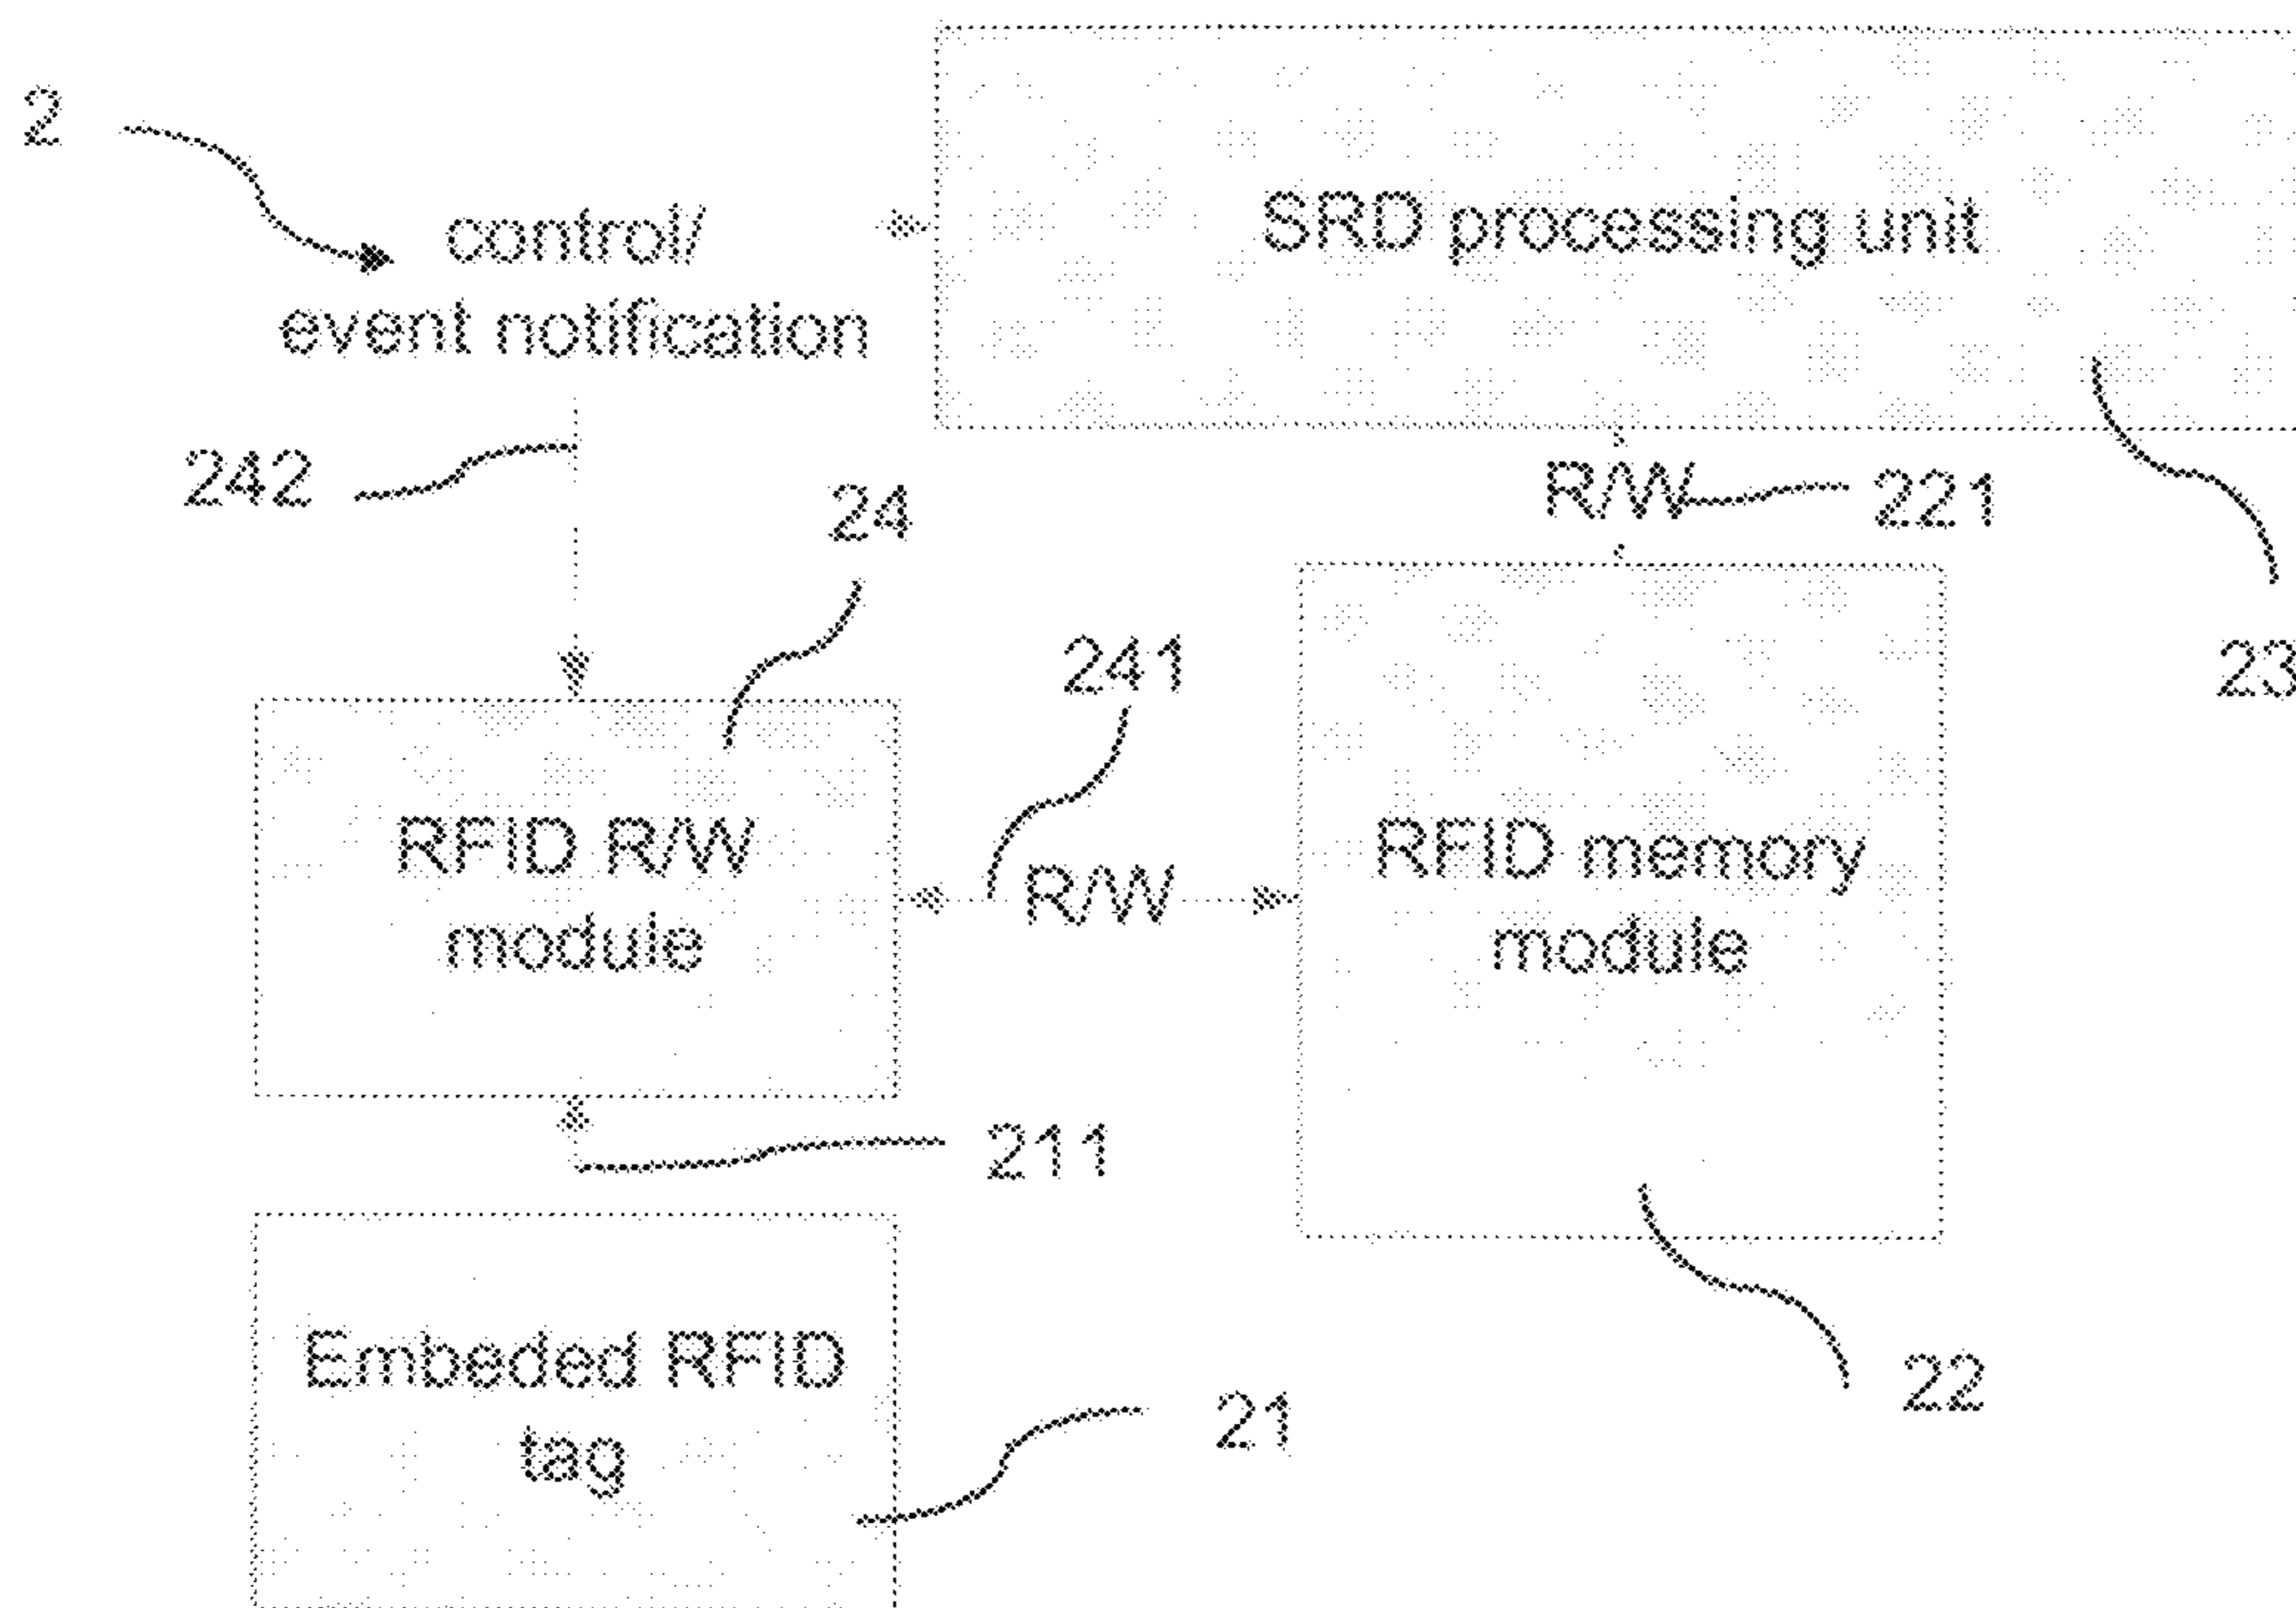 2
control/
event notification
SRD processing unit
242
24
R/W
221
241
23
RFID R/W
module
R/W
RFID memory
module
211
Embeded RFID
tag
21
22